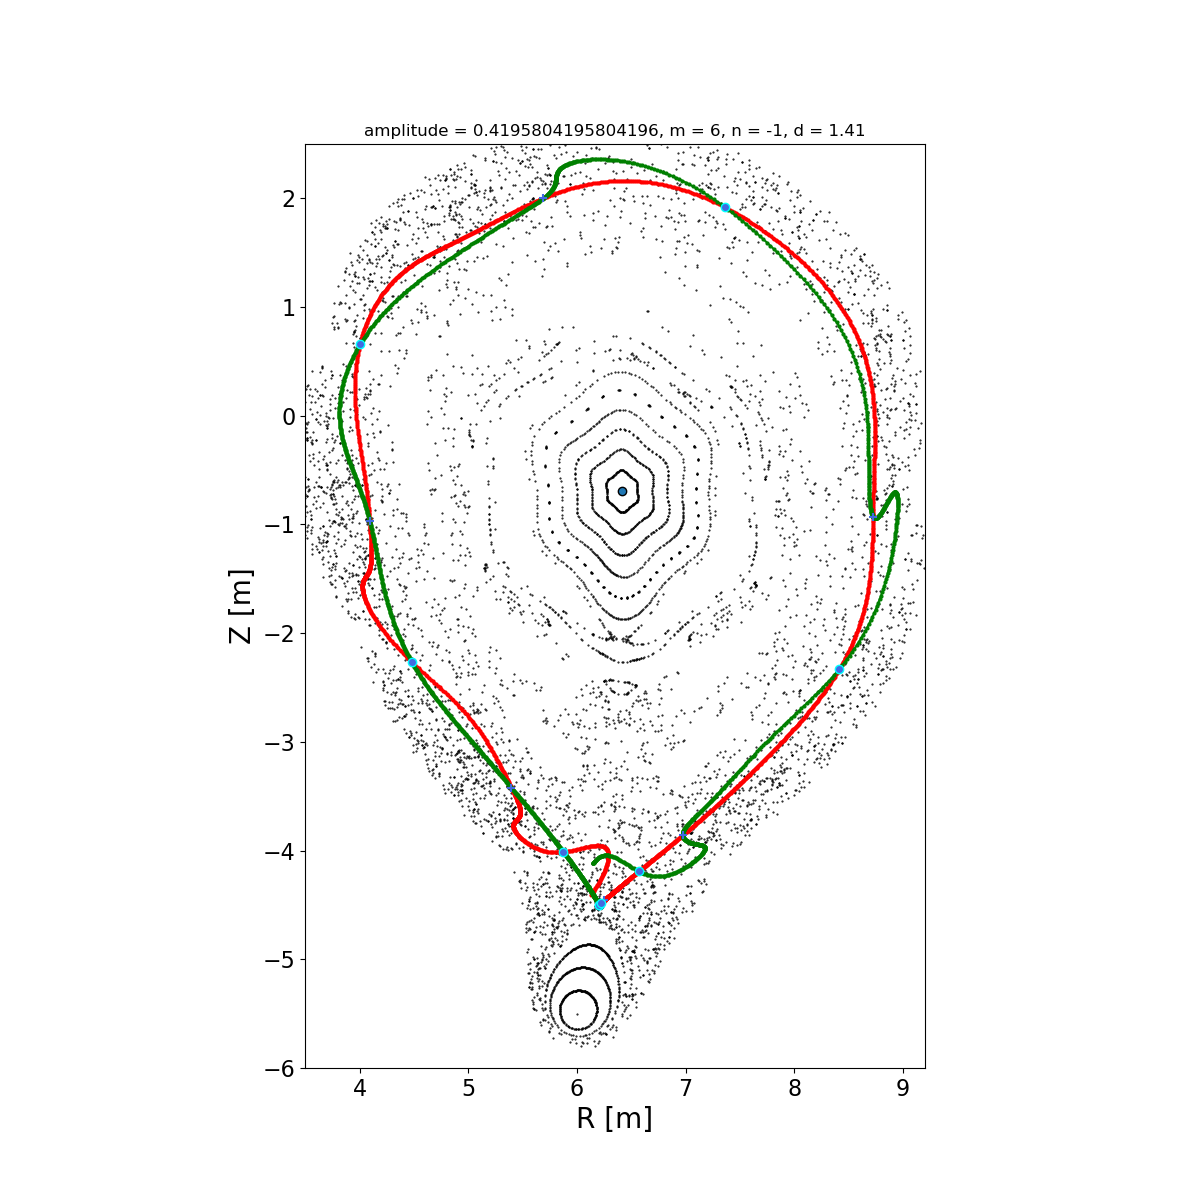 amplitude = 0.4195804195804196, m = 6, n = -1, d = 1.41
2
1
0
−1
−2
−3
−4
−5
−6
Z [m]
4 5 6 7 8 9
R [m]